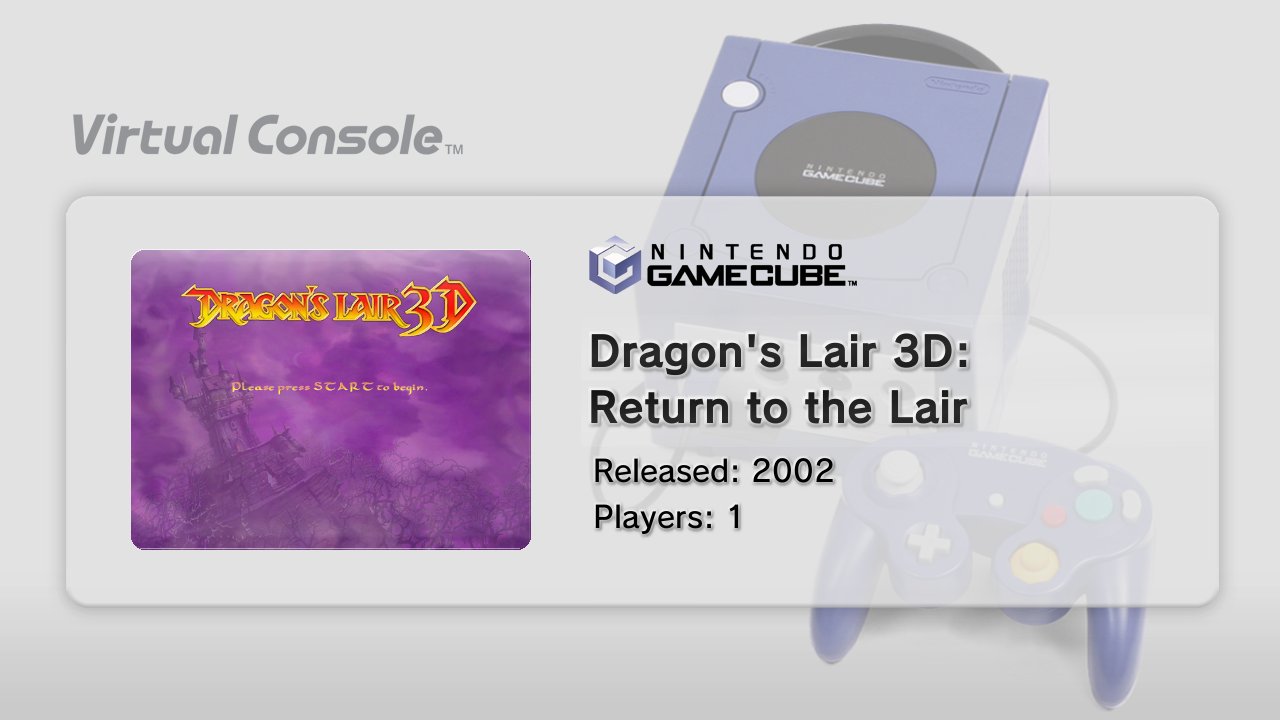 Nintendo
NINTENDO
GAMECUBE
Virtual Console™
NINTENDO
GAMECUBE™
DRAGON'S LAIR 3D
Please press START to begin.
Dragon's Lair 3D:
Return to the Lair
NINTENDO
GAMECUBE
Released: 2002
Players: 1